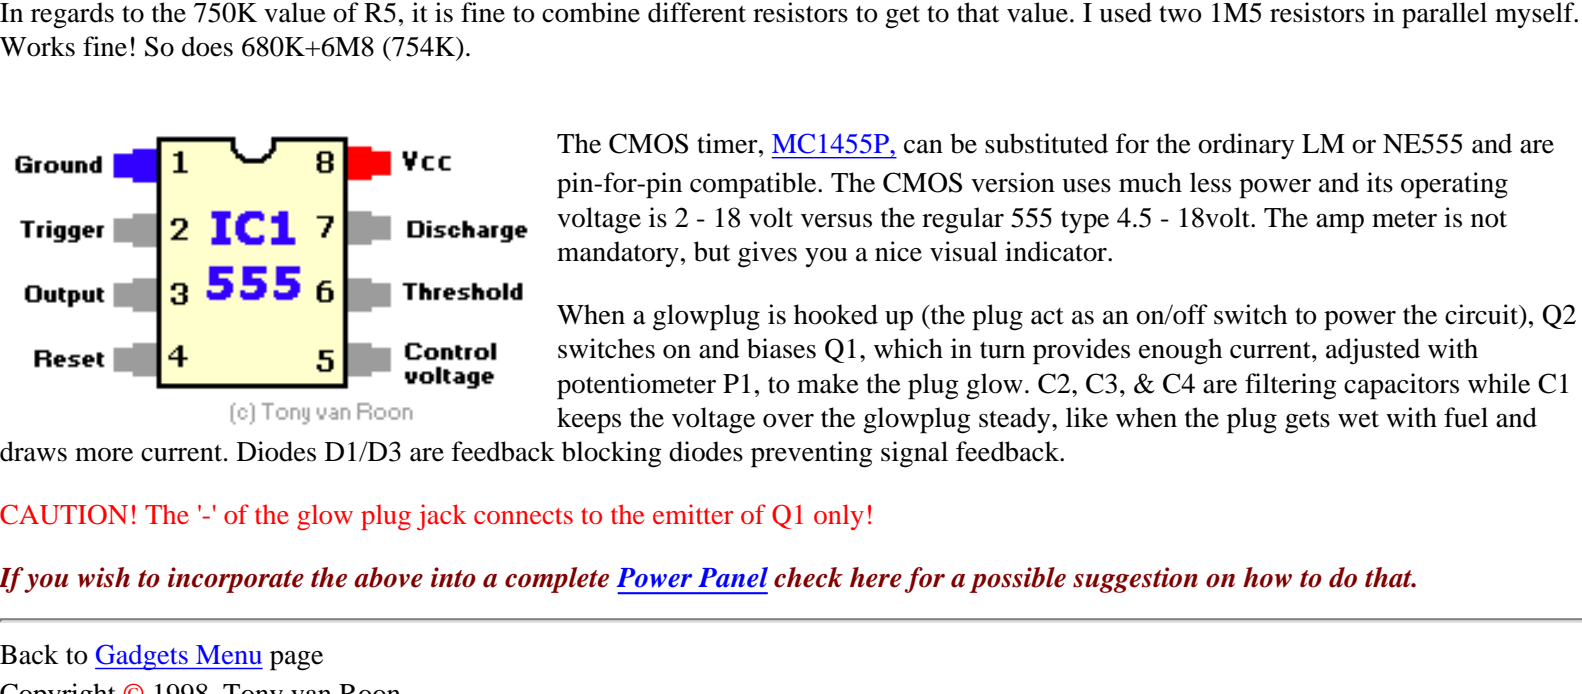 In regards to the 750K value of R5, it is fine to combine different resistors to get to that value. I used two 1M5 resistors in parallel myself.
Works fine! So does 680K+6M8 (754K).
Ground 1 8 Vcc
Trigger 2 IC1 7 Discharge
Output 3 555 6 Threshold
Reset 4 5 Control
voltage
(c) Tony van Roon
The CMOS timer, MC1455P, can be substituted for the ordinary LM or NE555 and are
pin-for-pin compatible. The CMOS version uses much less power and its operating
voltage is 2 - 18 volt versus the regular 555 type 4.5 - 18volt. The amp meter is not
mandatory, but gives you a nice visual indicator.
When a glowplug is hooked up (the plug act as an on/off switch to power the circuit), Q2
switches on and biases Q1, which in turn provides enough current, adjusted with
potentiometer P1, to make the plug glow. C2, C3, & C4 are filtering capacitors while C1
keeps the voltage over the glowplug steady, like when the plug gets wet with fuel and
draws more current. Diodes D1/D3 are feedback blocking diodes preventing signal feedback.
CAUTION! The '-' of the glow plug jack connects to the emitter of Q1 only!
If you wish to incorporate the above into a complete Power Panel check here for a possible suggestion on how to do that.
Back to Gadgets Menu page
Copyright © 1998, Tony van Roon